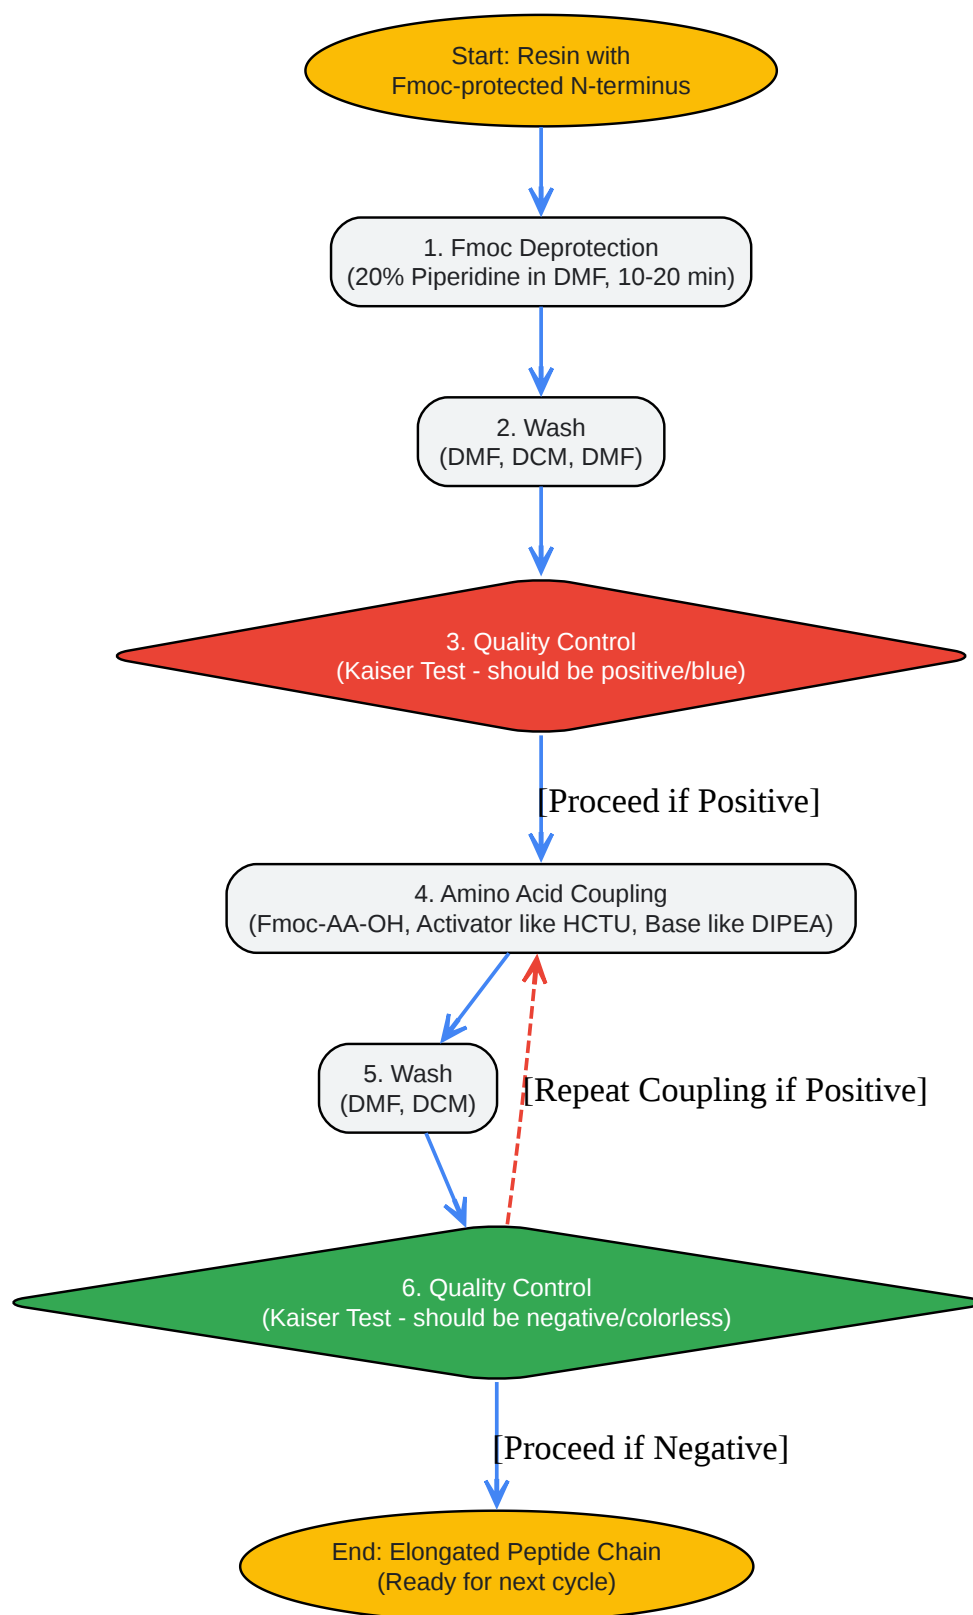 Start: Resin with
Fmoc-protected N-terminus
1. Fmoc Deprotection
(20% Piperidine in DMF, 10-20 min)
2. Wash
(DMF, DCM, DMF)
3. Quality Control
(Kaiser Test - should be positive/blue)
[Proceed if Positive]
4. Amino Acid Coupling
(Fmoc-AA-OH, Activator like HCTU, Base like DIPEA)
5. Wash
(DMF, DCM)
[Repeat Coupling if Positive]
6. Quality Control
(Kaiser Test - should be negative/colorless)
[Proceed if Negative]
End: Elongated Peptide Chain
(Ready for next cycle)